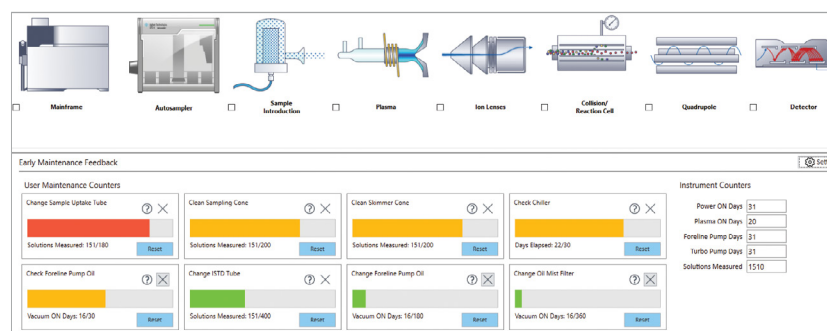 Mainframe
Autosampler
Sample
Introduction
Plasma
Ion Lenses
Collision/
Reaction Cell
Quadrupole
Detector
Early Maintenance Feedback
Sett
User Maintenance Counters
Instrument Counters
Change Sample Uptake Tube
Solutions Measured: 151/180
Reset
Clean Sampling Cone
Solutions Measured: 151/200
Reset
Clean Skimmer Cone
Solutions Measured: 151/200
Reset
Check Chiller
Days Elapsed: 22/30
Reset
Power ON Days 31
Plasma ON Days 20
Foreline Pump Days 31
Turbo Pump Days 31
Solutions Measured 1510
Check Foreline Pump Oil
Vacuum ON Days: 16/30
Reset
Change ISTD Tube
Solutions Measured: 151/400
Reset
Change Foreline Pump Oil
Vacuum ON Days: 16/180
Reset
Change Oil Mist Filter
Vacuum ON Days: 16/360
Reset